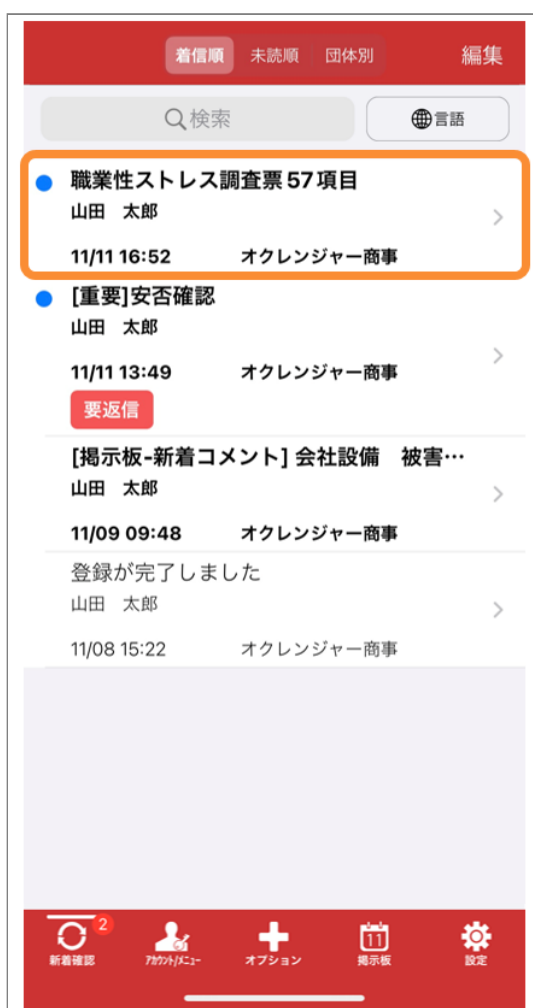 着信順 未読順 団体別 編集
検索 言語
職業性ストレス調査票57項目
山田 太郎
11/11 16:52 オクレンジャー商事
[重要]安否確認
山田 太郎
11/11 13:49 オクレンジャー商事
要返信
[掲示板-新着コメント] 会社設備 被害…
山田 太郎
11/09 09:48 オクレンジャー商事
登録が完了しました
山田 太郎
11/08 15:22 オクレンジャー商事
2
11
新着確認 ｱｶｳﾝﾄ/ﾒﾆｭｰ オプション 掲示板 設定